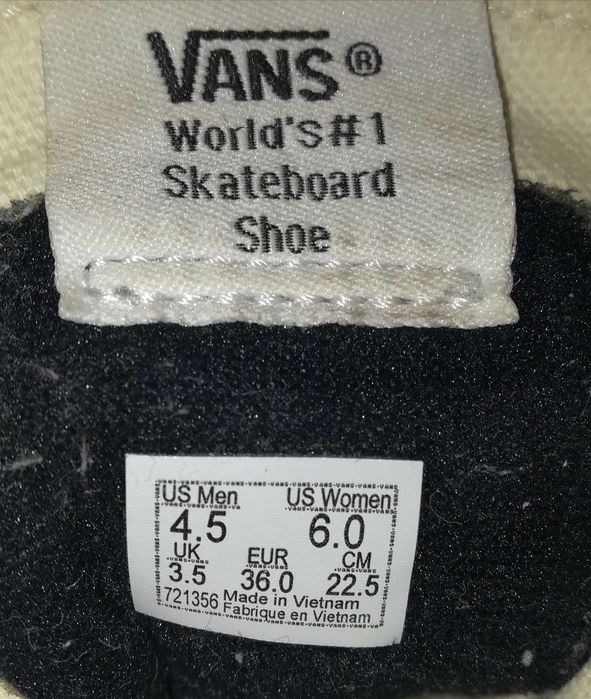 VANS®
World's #1
Skateboard
Shoe
US Men US Women
4.5 6.0
UK EUR CM
3.5 36.0 22.5
721356 Made in Vietnam
Fabrique en Vietnam